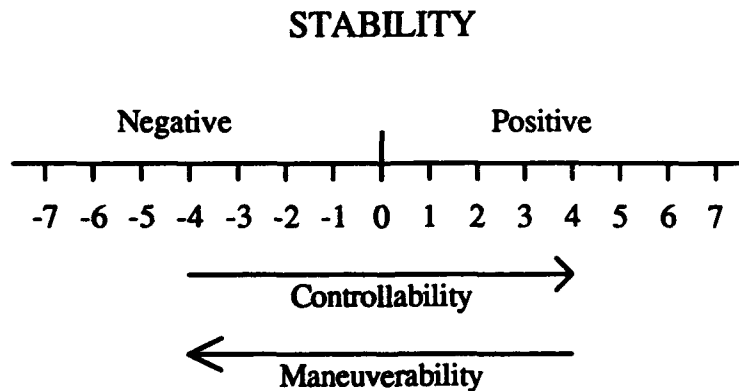 STABILITY
Negative Positive
-7 -6 -5 -4 -3 -2 -1 0 1 2 3 4 5 6 7
Controllability
Maneuverability